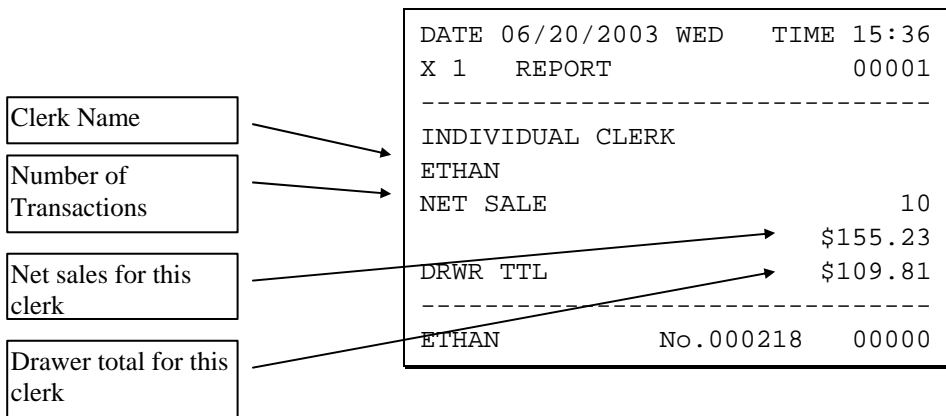 Clerk Name
Number of
Transactions
Net sales for this
clerk
Drawer total for this
clerk
DATE 06/20/2003 WED TIME 15:36
X 1 REPORT 00001
--------------------------------
INDIVIDUAL CLERK
ETHAN
NET SALE 10
$155.23
DRWR TTL $109.81
--------------------------------
ETHAN No.000218 00000